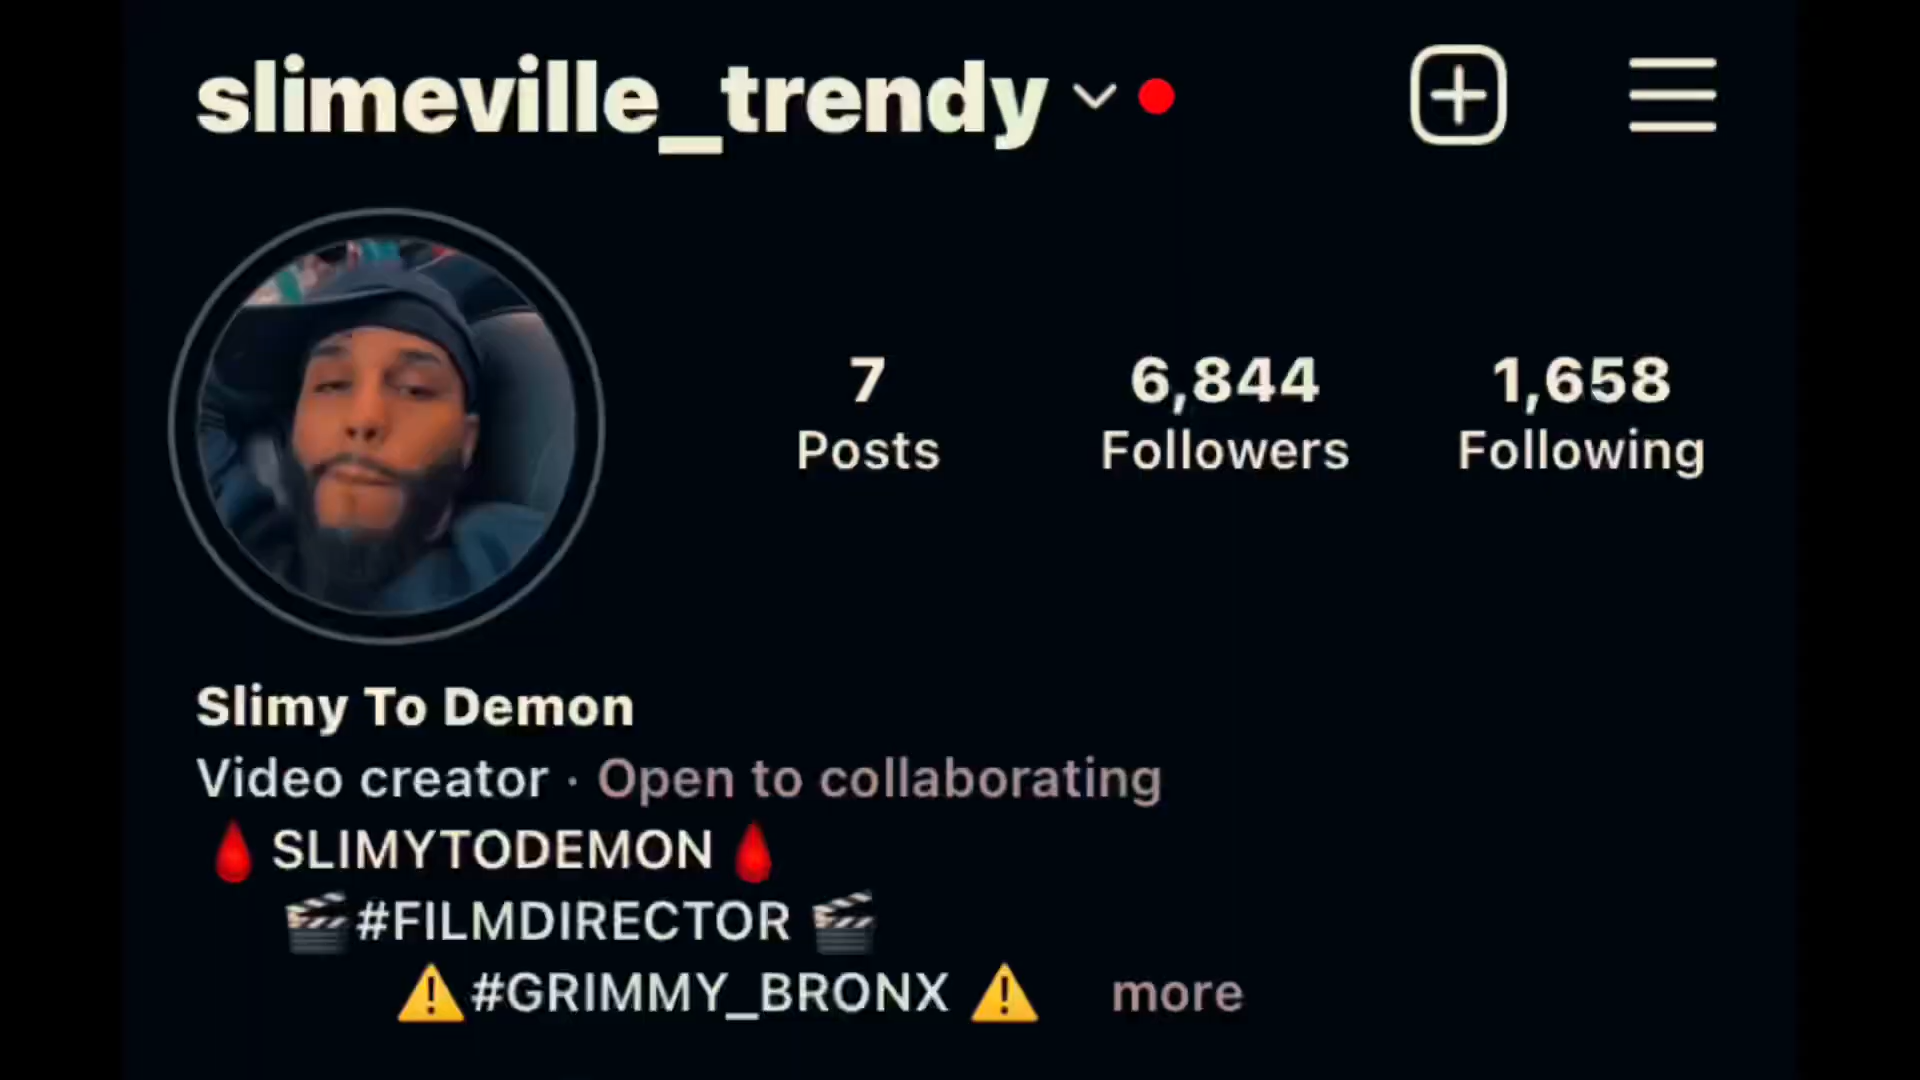 slimeville_trendy
7 6,844 1,658
Posts Followers Following
Slimy To Demon
Video creator · Open to collaborating
🩸 SLIMYTODEMON 🩸
🎬#FILMDIRECTOR 🎬
⚠️#GRIMMY_BRONX ⚠️ more